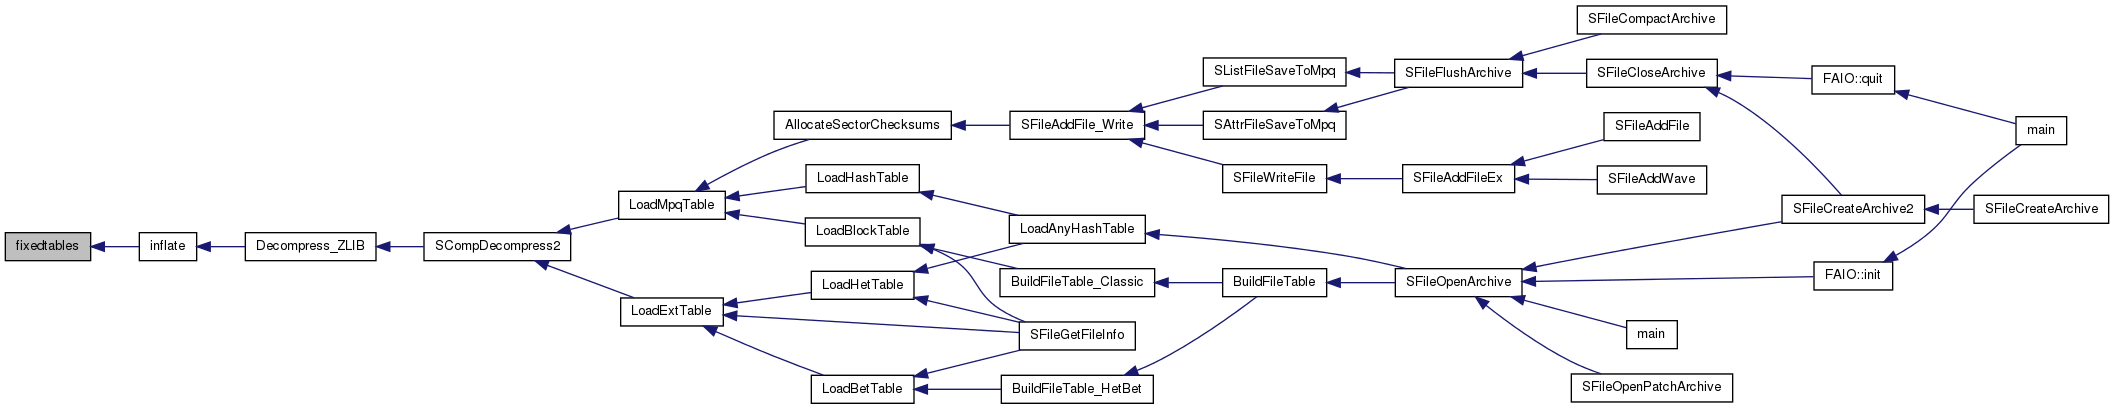 fixedtables
inflate
Decompress_ZLIB
SCompDecompress2
LoadMpqTable
LoadExtTable
AllocateSectorChecksums
LoadHashTable
LoadBlockTable
LoadHetTable
LoadBetTable
SFileAddFile_Write
LoadAnyHashTable
BuildFileTable_Classic
SFileGetFileInfo
BuildFileTable_HetBet
SListFileSaveToMpq
SAttrFileSaveToMpq
SFileWriteFile
BuildFileTable
SFileFlushArchive
SFileAddFileEx
SFileOpenArchive
SFileCompactArchive
SFileCloseArchive
SFileAddFile
SFileAddWave
main
SFileOpenPatchArchive
FAIO::quit
SFileCreateArchive2
FAIO::init
main
SFileCreateArchive